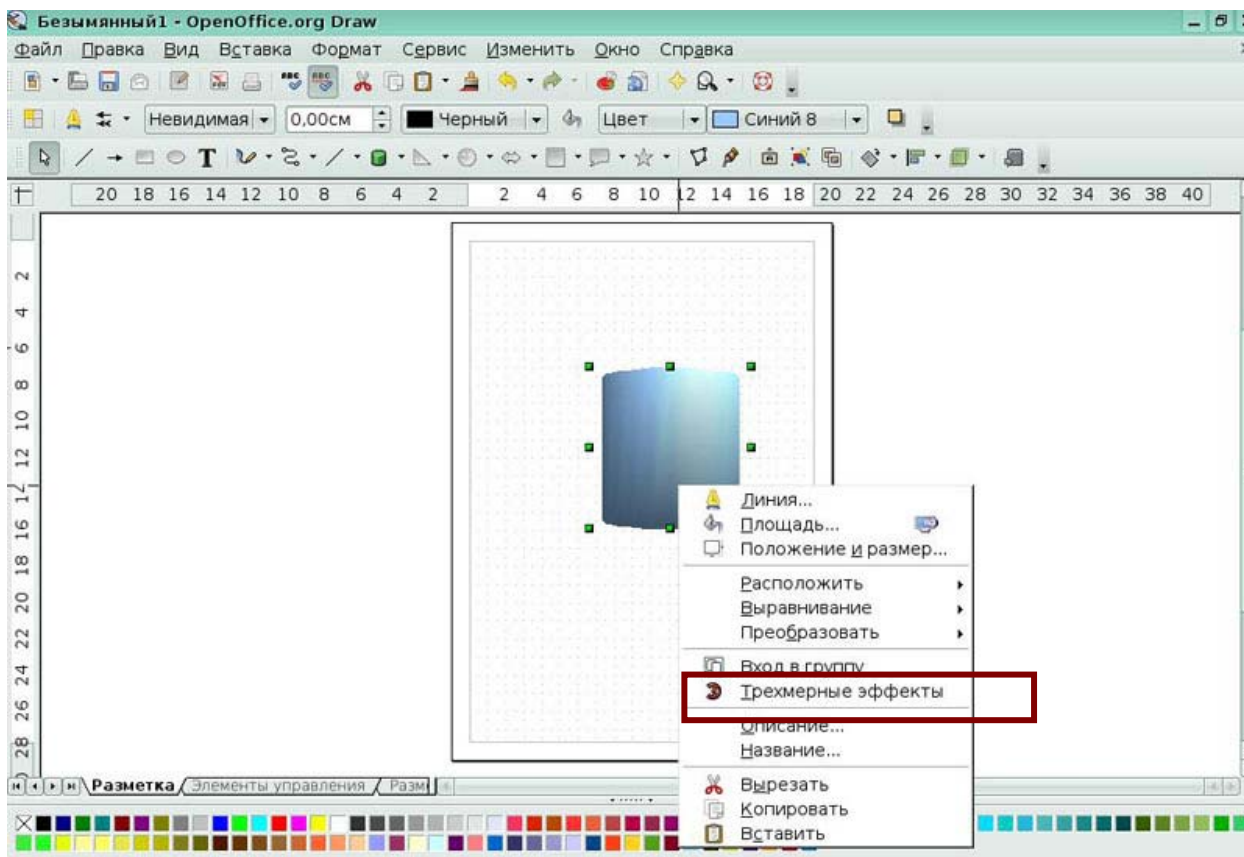 Безымянный1 - OpenOffice.org Draw
Файл Правка Вид Вставка Формат Сервис Изменить Окно Справка
Невидимая 0,00см Черный Цвет Синий 8
20 18 16 14 12 10 8 6 4 2 2 4 6 8 10 12 14 16 18 20 22 24 26 28 30 32 34 36 38 40
2
4
6
8
10
12
14
16
18
20
22
24
26
28
Линия...
Площадь...
Положение и размер...
Расположить
Выравнивание
Преобразовать
Вход в группу
Трехмерные эффекты
Описание...
Название...
Вырезать
Копировать
Вставить
Разметка Элементы управления Разм